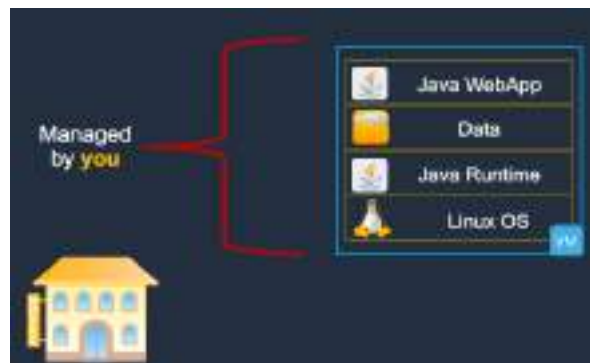 Managed
by you
Java WebApp
Data
Java Runtime
Linux OS